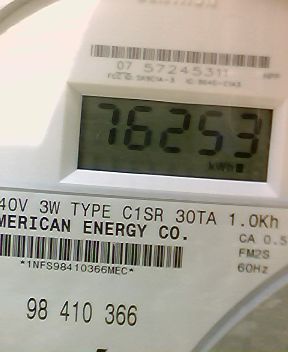 07 57245311
76253
kWh
40V 3W TYPE C1SR 30TA 1.0Kh
MERICAN ENERGY CO.
CA 0.5
FM2S
60Hz
*1NFS98410366MEC*
98 410 366